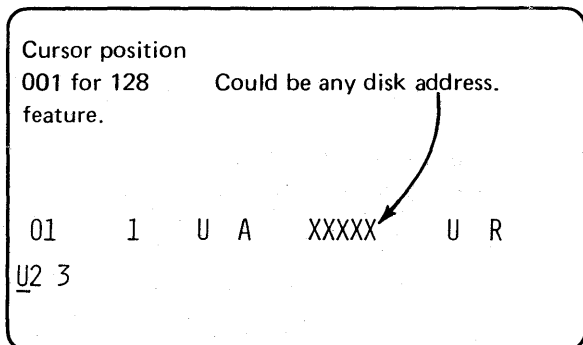 Cursor position
001 for 128 Could be any disk address.
feature.
01 1 U A XXXXX U R
U2 3